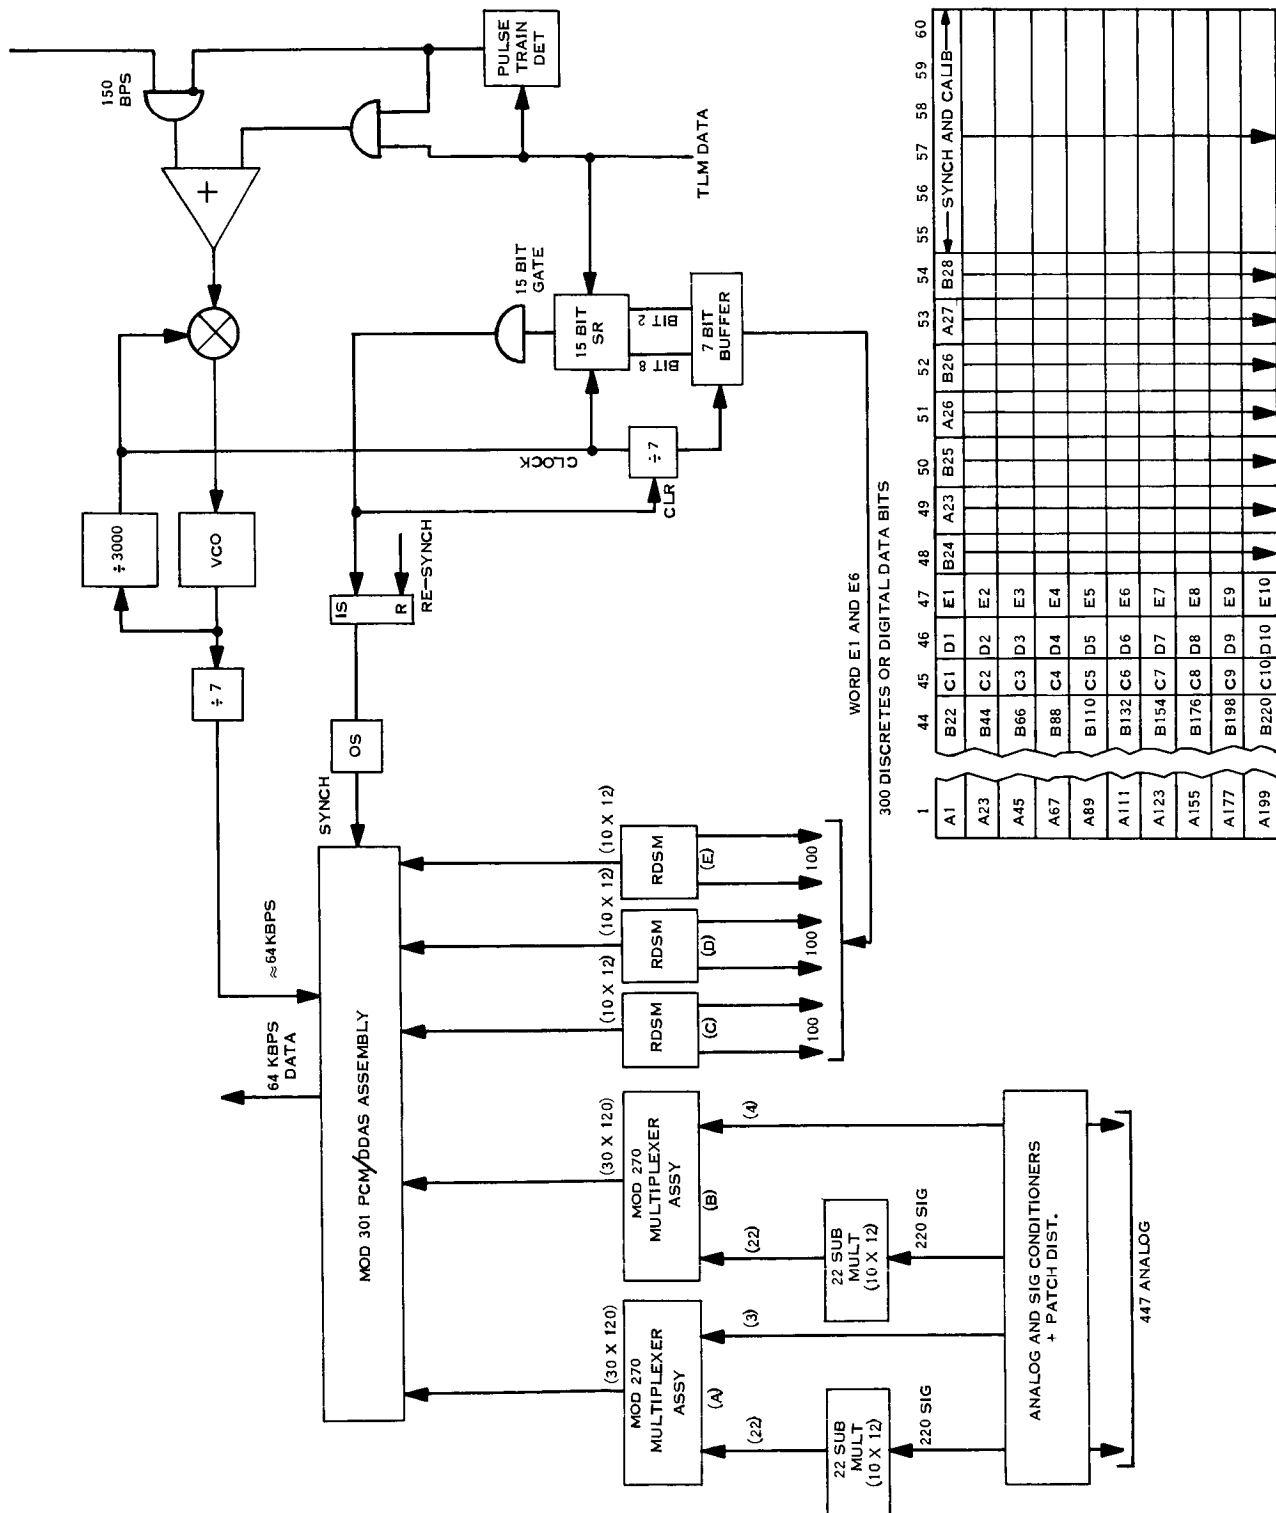 150
BPS
PULSE
TRAIN
DET
+
TLM DATA
15 BIT
GATE
15 BIT
SR
BIT 2
BIT 8
7 BIT
BUFFER
÷ 3000
VCO
CLOCK
÷ 7
CLR
÷ 7
IS
R
RE-SYNCH
OS
SYNCH
WORD E1 AND E6
300 DISCRETES OR DIGITAL DATA BITS
≈ 64KBPS
64 KBPS
DATA
MOD 301 PCM/DDAS ASSEMBLY
(10 X 12)
(10 X 12)
(10 X 12)
RDSM
(E)
100
RDSM
(D)
100
RDSM
(C)
100
(30 X 120)
MOD 270
MULTIPLEXER
ASSY
(B)
(4)
(22)
22 SUB
MULT
(10 X 12)
220 SIG
(30 X 120)
MOD 270
MULTIPLEXER
ASSY
(A)
(3)
(22)
22 SUB
MULT
(10 X 12)
220 SIG
ANALOG AND SIG CONDITIONERS
+ PATCH DIST.
447 ANALOG
1 44 45 46 47 48 49 50 51 52 53 54 55 56 57 58 59 60
A1 B22 C1 D1 E1 B24 A23 B25 A26 B26 A27 B28 SYNCH AND CALIB
A23 B44 C2 D2 E2
A45 B66 C3 D3 E3
A67 B88 C4 D4 E4
A89 B110 C5 D5 E5
A111 B132 C6 D6 E6
A123 B154 C7 D7 E7
A155 B176 C8 D8 E8
A177 B198 C9 D9 E9
A199 B220 C10 D10 E10